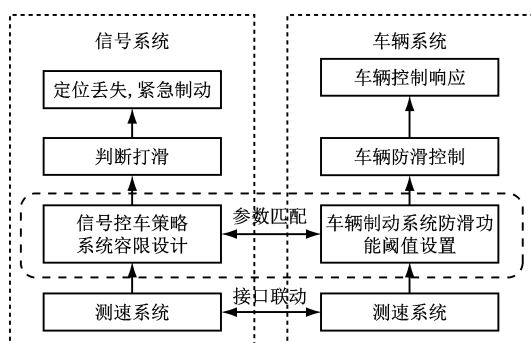 信号系统
车辆系统
定位丢失,紧急制动
车辆控制响应
判断打滑
车辆防滑控制
信号控车策略
系统容限设计
参数匹配
车辆制动系统防滑功
能阈值设置
测速系统
接口联动
测速系统